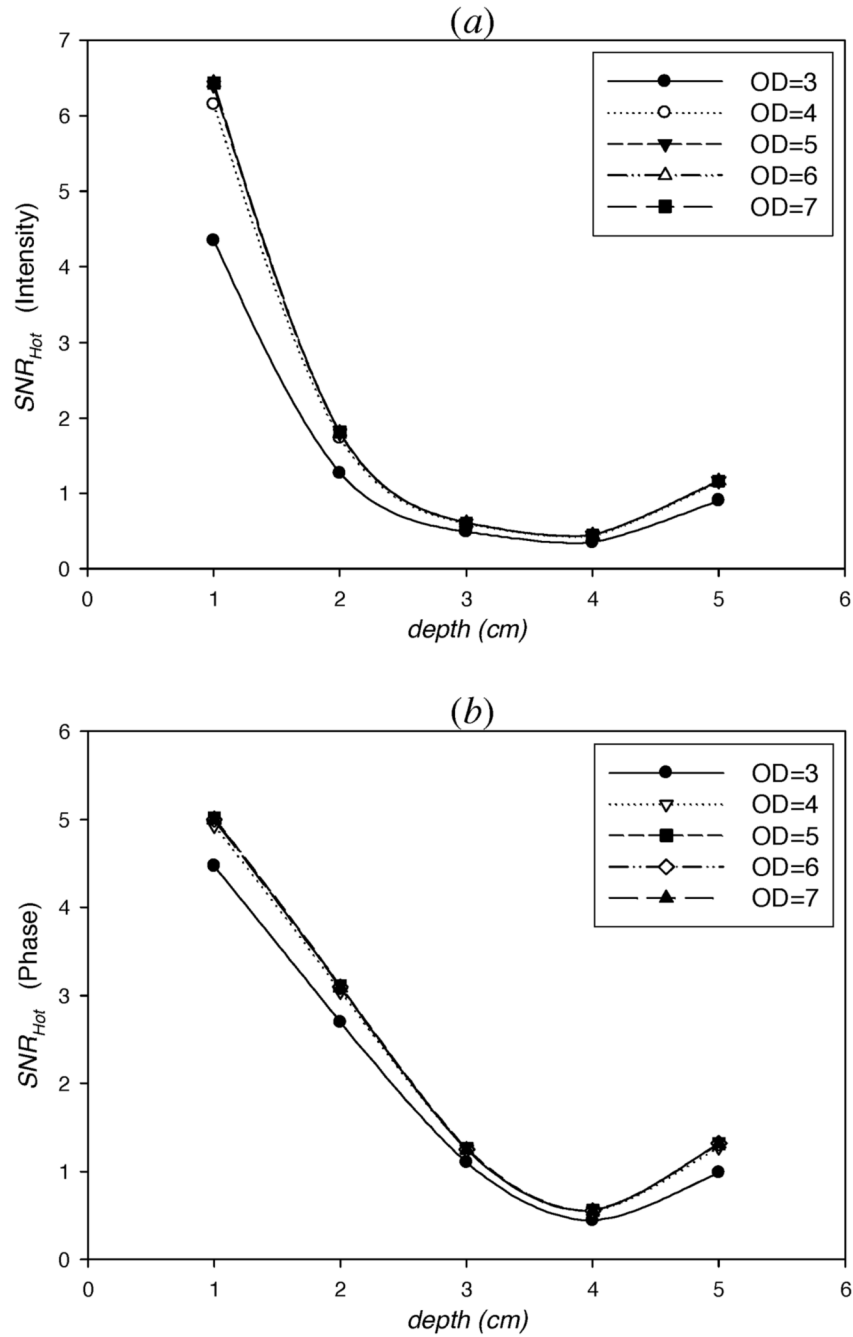 (a)
7
6
5
4
3
2
1
0
SNR_Hot (Intensity)
OD=3
OD=4
OD=5
OD=6
OD=7
0 1 2 3 4 5 6
depth (cm)
(b)
6
5
4
3
2
1
0
SNR_Hot (Phase)
OD=3
OD=4
OD=5
OD=6
OD=7
0 1 2 3 4 5 6
depth (cm)